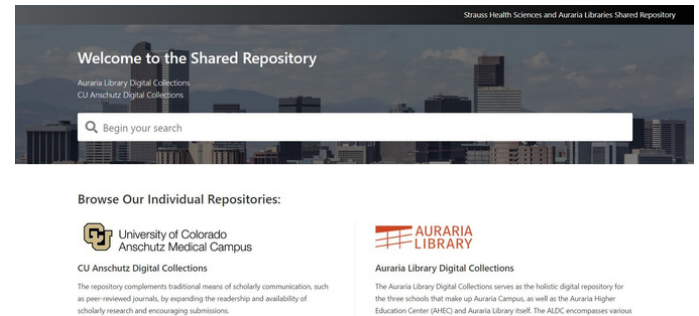 Strauss Health Sciences and Auraria Libraries Shared Repository
Welcome to the Shared Repository
Auraria Library Digital Collections
CU Anschutz Digital Collections
Begin your search
Browse Our Individual Repositories:
University of Colorado
Anschutz Medical Campus
CU Anschutz Digital Collections
The repository complements traditional means of scholarly communication, such
as peer-reviewed journals, by expanding the readership and availability of
scholarly research and encouraging submissions.
AURARIA
LIBRARY
Auraria Library Digital Collections
The Auraria Library Digital Collections serves as the holistic digital repository for
the three schools that make up Auraria Campus, as well as the Auraria Higher
Education Center (AHEC) and Auraria Library itself. The ALDC encompasses various